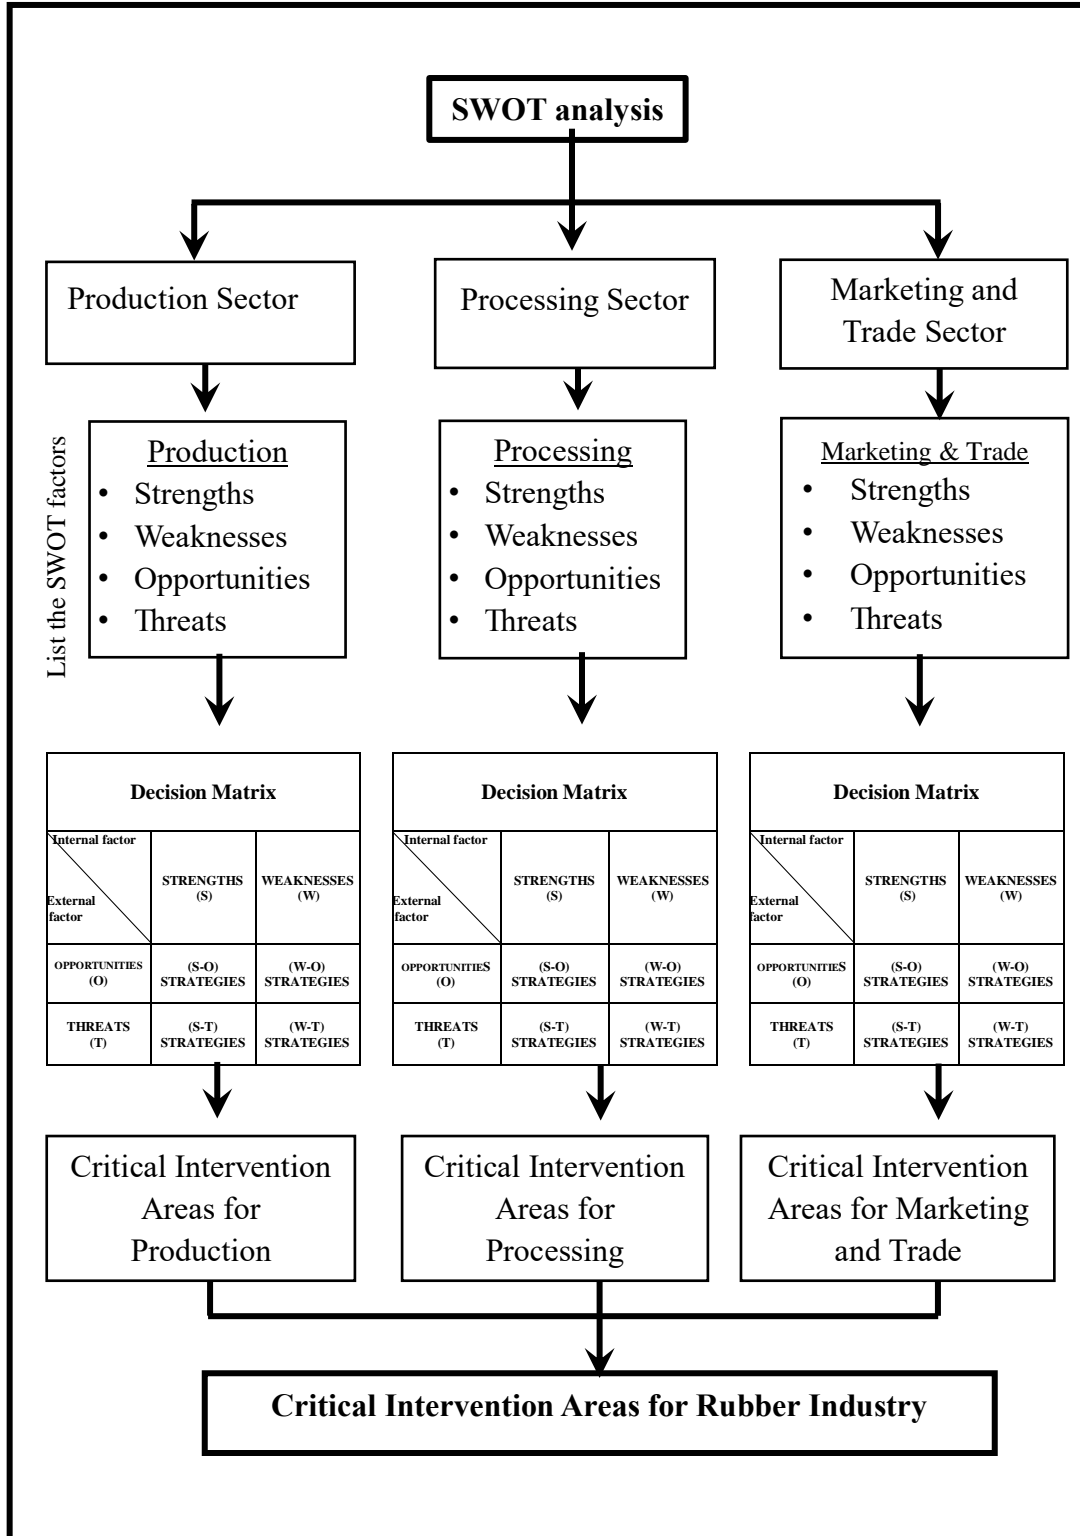 SWOT analysis
Production Sector
Processing Sector
Marketing and
Trade Sector
List the SWOT factors
Production
• Strengths
• Weaknesses
• Opportunities
• Threats
Processing
• Strengths
• Weaknesses
• Opportunities
• Threats
Marketing & Trade
• Strengths
• Weaknesses
• Opportunities
• Threats
Decision Matrix
Internal factor
External
factor
STRENGTHS
(S)
WEAKNESSES
(W)
OPPORTUNITIES
(O)
(S-O)
STRATEGIES
(W-O)
STRATEGIES
THREATS
(T)
(S-T)
STRATEGIES
(W-T)
STRATEGIES
Decision Matrix
Internal factor
External
factor
STRENGTHS
(S)
WEAKNESSES
(W)
OPPORTUNITIES
(O)
(S-O)
STRATEGIES
(W-O)
STRATEGIES
THREATS
(T)
(S-T)
STRATEGIES
(W-T)
STRATEGIES
Decision Matrix
Internal factor
External
factor
STRENGTHS
(S)
WEAKNESSES
(W)
OPPORTUNITIES
(O)
(S-O)
STRATEGIES
(W-O)
STRATEGIES
THREATS
(T)
(S-T)
STRATEGIES
(W-T)
STRATEGIES
Critical Intervention
Areas for
Production
Critical Intervention
Areas for
Processing
Critical Intervention
Areas for Marketing
and Trade
Critical Intervention Areas for Rubber Industry